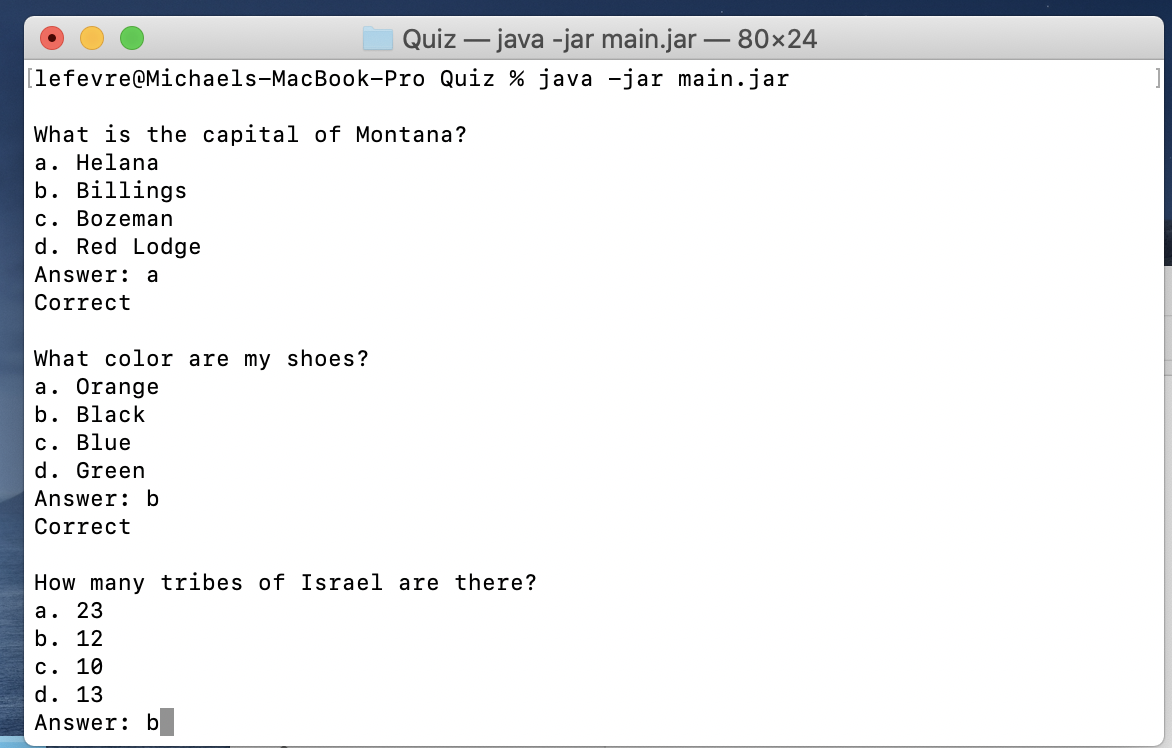 Quiz — java -jar main.jar — 80×24
[lefevre@Michaels-MacBook-Pro Quiz % java -jar main.jar ]
What is the capital of Montana?
a. Helana
b. Billings
c. Bozeman
d. Red Lodge
Answer: a
Correct
What color are my shoes?
a. Orange
b. Black
c. Blue
d. Green
Answer: b
Correct
How many tribes of Israel are there?
a. 23
b. 12
c. 10
d. 13
Answer: b